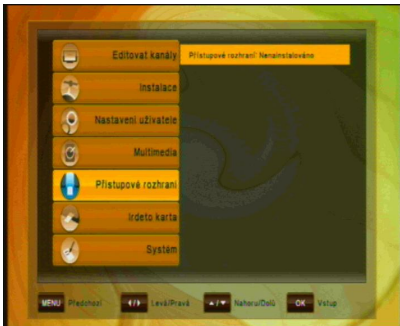 Editovat kanály
Přístupové rozhraní Nenainstalováno
Instalace
Nastavení uživatele
Multimedia
Přístupové rozhraní
Irdeto karta
Systém
MENU Předchozí ◄/► Levá/Pravá ▲/▼ Nahoru/Dolů OK Vstup